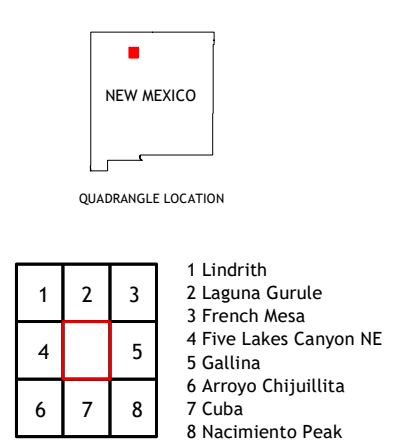 NEW MEXICO
QUADRANGLE LOCATION
1 2 3
4 5
6 7 8
1 Lindrith
2 Laguna Gurule
3 French Mesa
4 Five Lakes Canyon NE
5 Gallina
6 Arroyo Chijuillita
7 Cuba
8 Nacimiento Peak